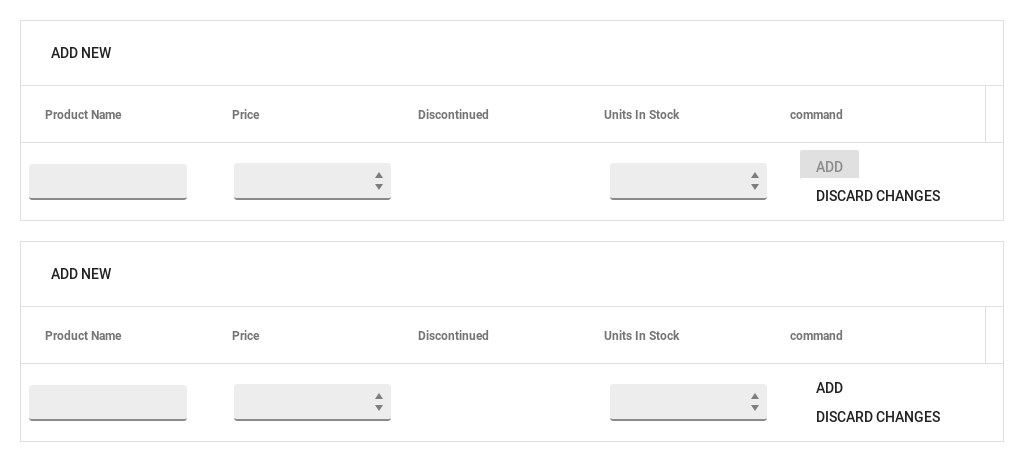 ADD NEW
Product Name Price Discontinued Units In Stock command
ADD
DISCARD CHANGES
ADD NEW
Product Name Price Discontinued Units In Stock command
ADD
DISCARD CHANGES